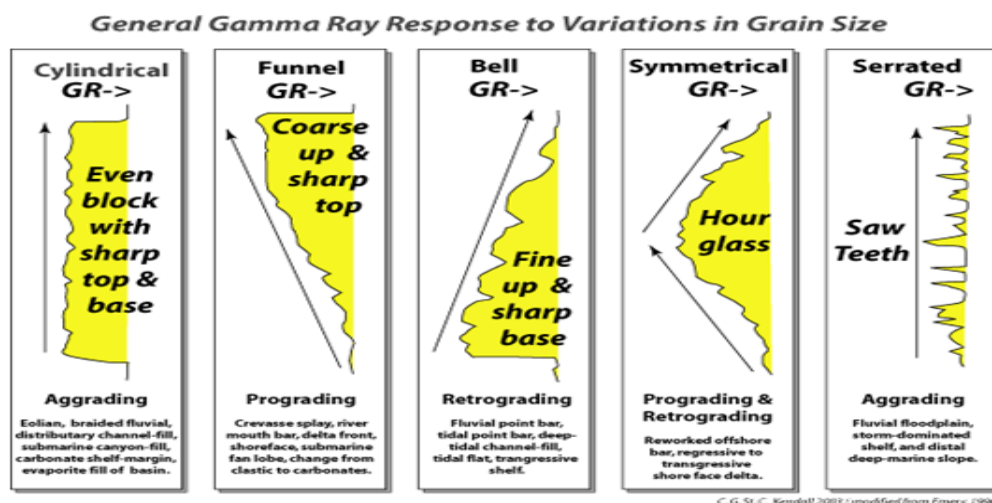 General Gamma Ray Response to Variations in Grain Size
Cylindrical
GR->
Even
block
with
sharp
top &
base
Aggrading
Eolian, braided fluvial,
distributary channel-fill,
submarine canyon-fill,
carbonate shelf-margin,
evaporite fill of basin.
Funnel
GR->
Coarse
up &
sharp
top
Prograding
Crevasse splay, river
mouth bar, delta front,
shoreface, submarine
fan lobe, change from
clastic to carbonates.
Bell
GR->
Fine
up &
sharp
base
Retrograding
Fluvial point bar,
tidal point bar, deep-
tidal channel-fill,
tidal flat, trangressive
shelf.
Symmetrical
GR->
Hour
glass
Prograding &
Retrograding
Reworked offshore
bar, regressive to
transgressive
shore face delta.
Serrated
GR->
Saw
Teeth
Aggrading
Fluvial floodplain,
storm-dominated
shelf, and distal
deep-marine slope.